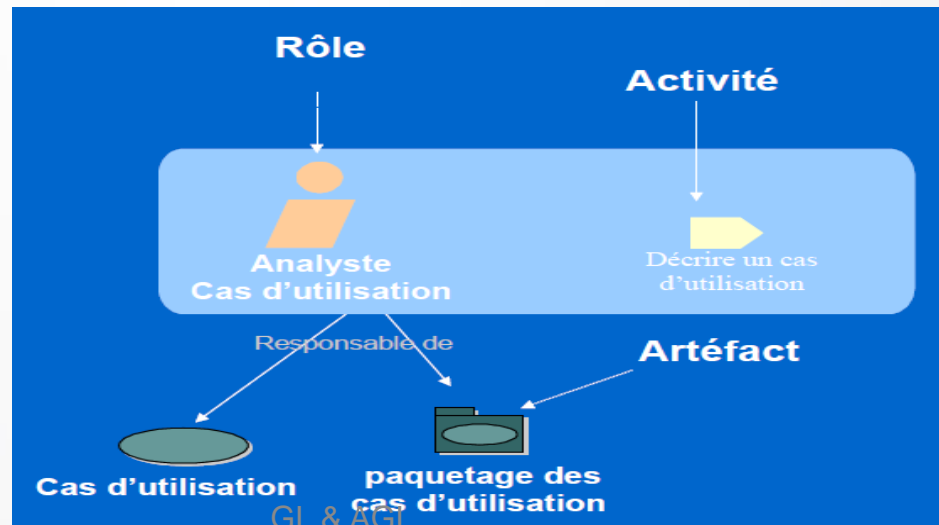 Rôle
Activité
Analyste
Cas d'utilisation
Décrire un cas
d'utilisation
Responsable de
Artéfact
Cas d'utilisation
paquetage des
cas d'utilisation
GL & AGL